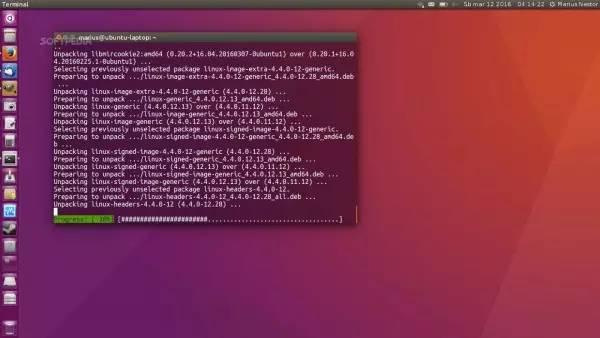 Terminal
Sb mar 12 2016 04:14:22 Marius Nestor
SOFTPEDIA
marius@ubuntu-laptop: ~
Unpacking libmircookie2:amd64 (0.20.2+16.04.20160307-0ubuntu1) over (0.20.1+16.0
4.20160225.1-0ubuntu1) ...
Selecting previously unselected package linux-image-extra-4.4.0-12-generic.
Preparing to unpack .../linux-image-extra-4.4.0-12-generic_4.4.0-12.28_amd64.deb
...
Unpacking linux-image-extra-4.4.0-12-generic (4.4.0-12.28) ...
Preparing to unpack .../linux-generic_4.4.0.12.13_amd64.deb ...
Unpacking linux-generic (4.4.0.12.13) over (4.4.0.11.12) ...
Preparing to unpack .../linux-image-generic_4.4.0.12.13_amd64.deb ...
Unpacking linux-image-generic (4.4.0.12.13) over (4.4.0.11.12) ...
Selecting previously unselected package linux-signed-image-4.4.0-12-generic.
Preparing to unpack .../linux-signed-image-4.4.0-12-generic_4.4.0-12.28_amd64.de
b ...
Unpacking linux-signed-image-4.4.0-12-generic (4.4.0-12.28) ...
Preparing to unpack .../linux-signed-generic_4.4.0.12.13_amd64.deb ...
Unpacking linux-signed-generic (4.4.0.12.13) over (4.4.0.11.12) ...
Preparing to unpack .../linux-signed-image-generic_4.4.0.12.13_amd64.deb ...
Unpacking linux-signed-image-generic (4.4.0.12.13) over (4.4.0.11.12) ...
Selecting previously unselected package linux-headers-4.4.0-12.
Preparing to unpack .../linux-headers-4.4.0-12_4.4.0-12.28_all.deb ...
Unpacking linux-headers-4.4.0-12 (4.4.0-12.28) ...
Progress: [######################..................................]